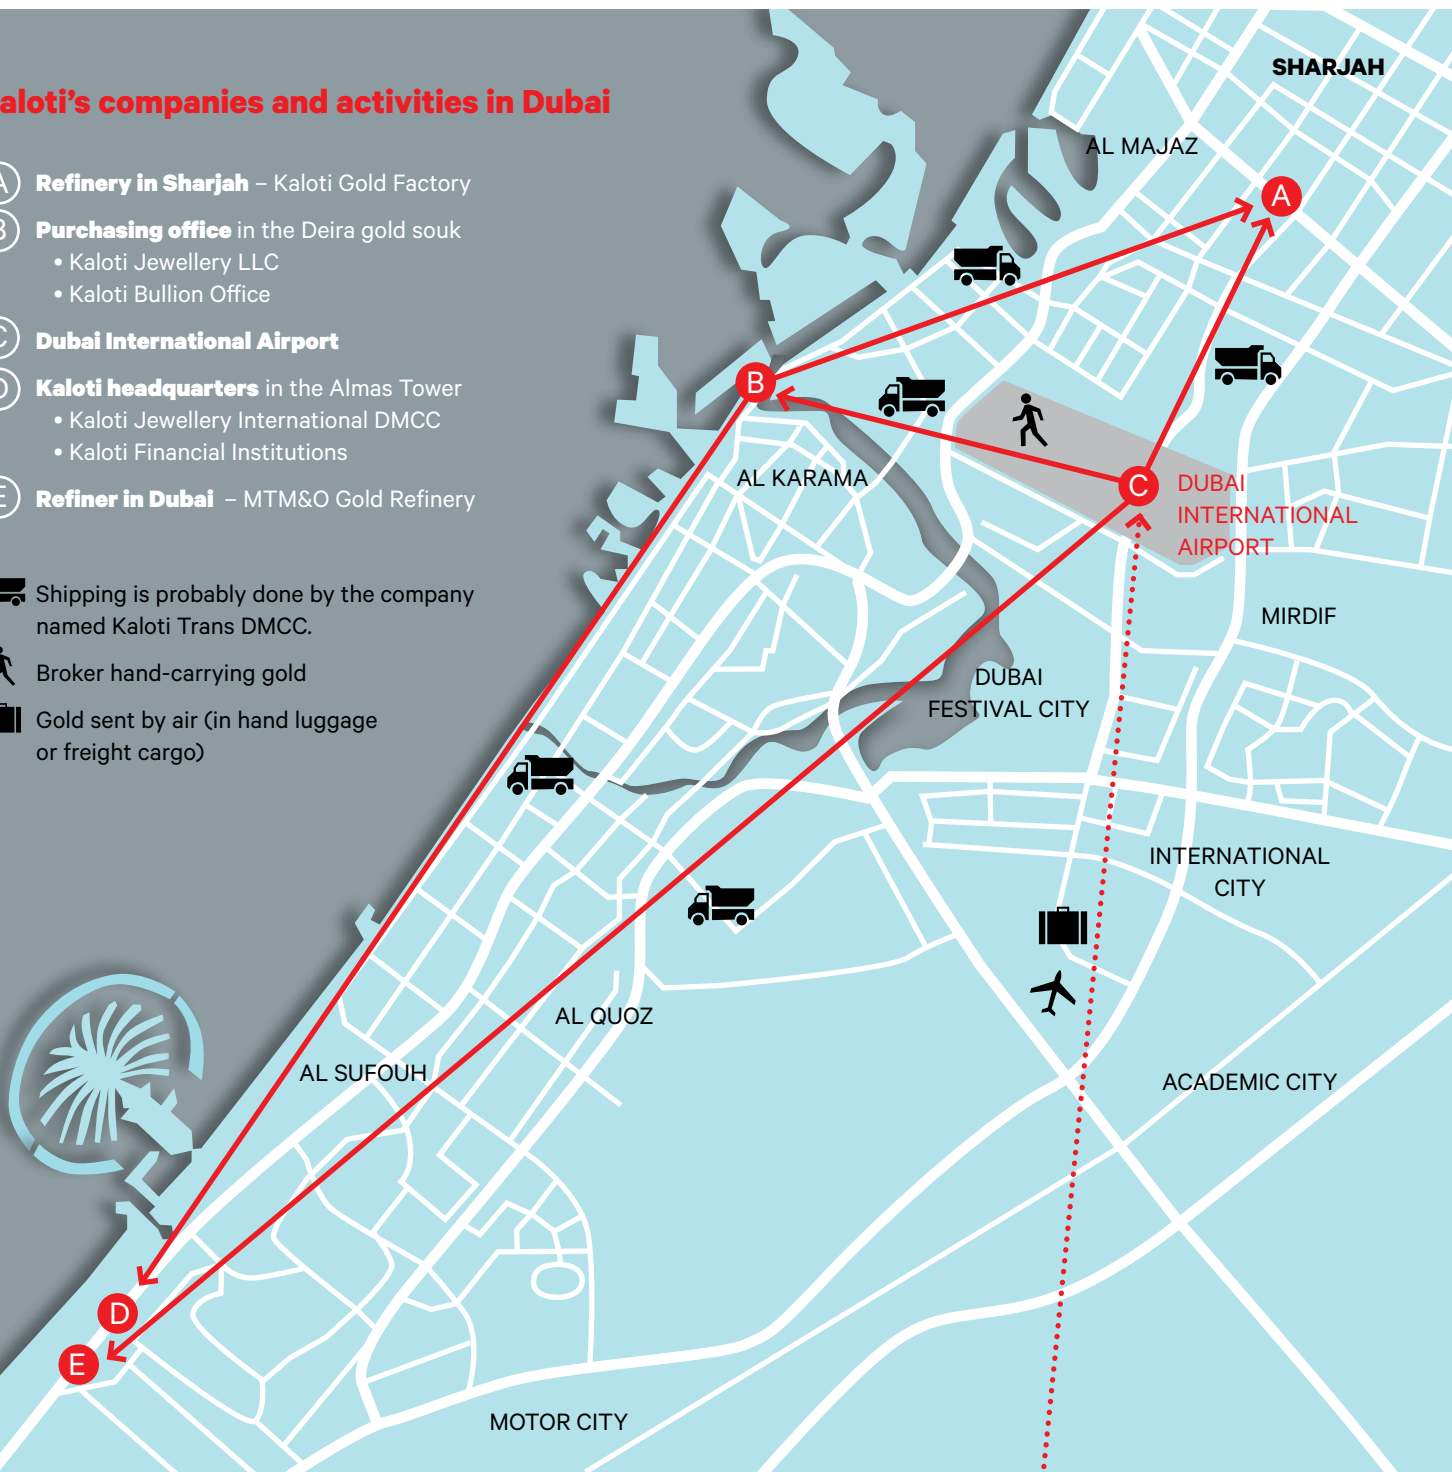 aloti's companies and activities in Dubai
A Refinery in Sharjah – Kaloti Gold Factory
B Purchasing office in the Deira gold souk
• Kaloti Jewellery LLC
• Kaloti Bullion Office
C Dubai International Airport
D Kaloti headquarters in the Almas Tower
• Kaloti Jewellery International DMCC
• Kaloti Financial Institutions
E Refiner in Dubai – MTM&O Gold Refinery
Shipping is probably done by the company
named Kaloti Trans DMCC.
Broker hand-carrying gold
Gold sent by air (in hand luggage
or freight cargo)
SHARJAH
AL MAJAZ
A
B
AL KARAMA
C
DUBAI
INTERNATIONAL
AIRPORT
MIRDIF
DUBAI
FESTIVAL CITY
INTERNATIONAL
CITY
AL QUOZ
AL SUFOUH
ACADEMIC CITY
D
E
MOTOR CITY